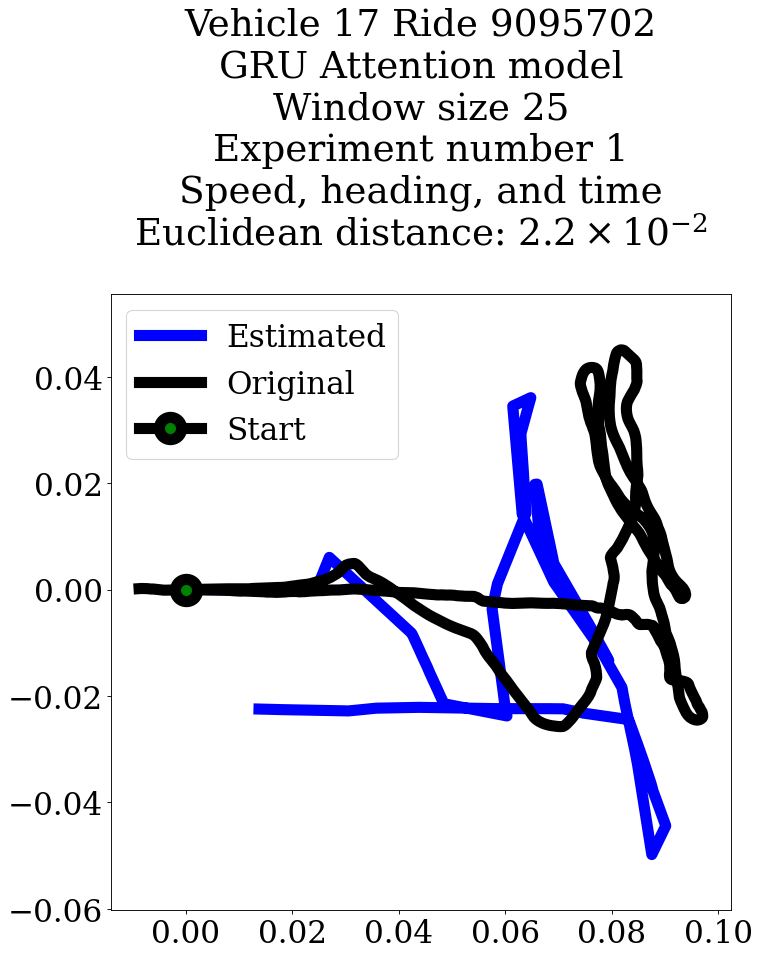 Vehicle 17 Ride 9095702
GRU Attention model
Window size 25
Experiment number 1
Speed, heading, and time
Euclidean distance: 2.2 × 10⁻²
Estimated
Original
Start
0.04
0.02
0.00
−0.02
−0.04
−0.06
0.00 0.02 0.04 0.06 0.08 0.10